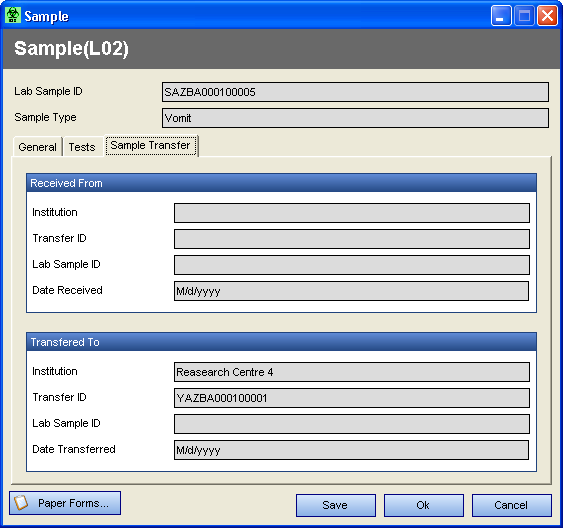 Sample
Sample(L02)
Lab Sample ID SAZBA000100005
Sample Type Vomit
General Tests Sample Transfer
Received From
Institution
Transfer ID
Lab Sample ID
Date Received M/d/yyyy
Transfered To
Institution Reasearch Centre 4
Transfer ID YAZBA000100001
Lab Sample ID
Date Transferred M/d/yyyy
Paper Forms... Save Ok Cancel